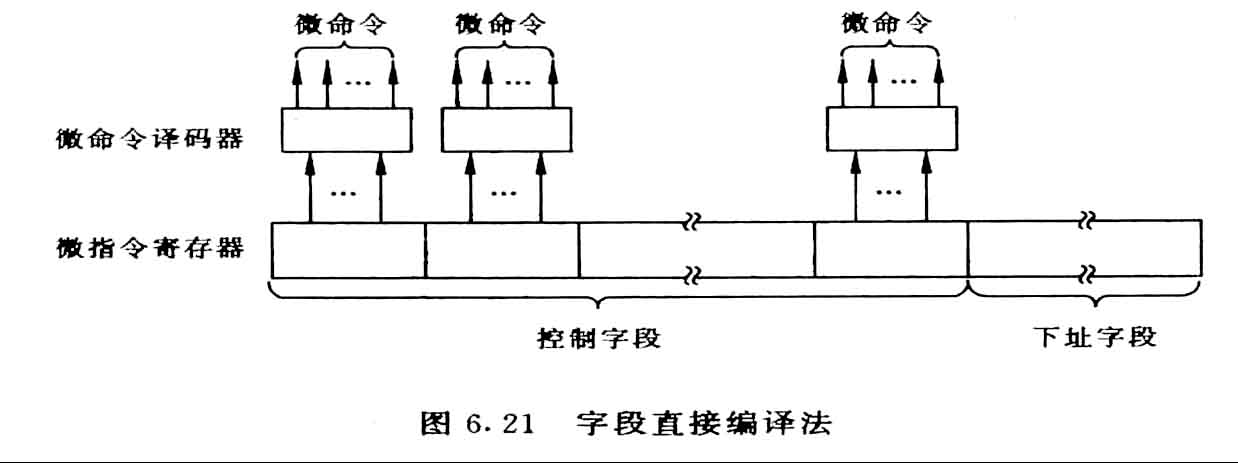 微命令 微命令 微命令
… … …
微命令译码器
… … …
微指令寄存器
控制字段 下址字段
图 6.21 字段直接编译法